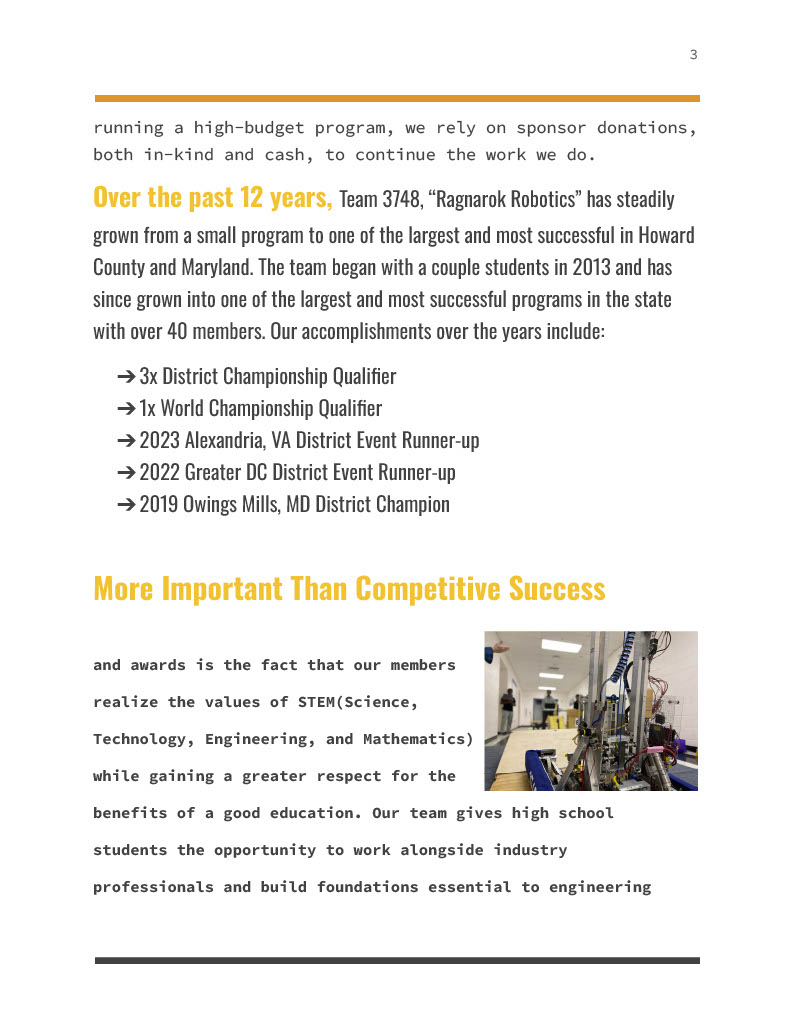 3
running a high-budget program, we rely on sponsor donations,
both in-kind and cash, to continue the work we do.
Over the past 12 years, Team 3748, “Ragnarok Robotics” has steadily
grown from a small program to one of the largest and most successful in Howard
County and Maryland. The team began with a couple students in 2013 and has
since grown into one of the largest and most successful programs in the state
with over 40 members. Our accomplishments over the years include:
➔ 3x District Championship Qualifier
➔ 1x World Championship Qualifier
➔ 2023 Alexandria, VA District Event Runner-up
➔ 2022 Greater DC District Event Runner-up
➔ 2019 Owings Mills, MD District Champion
More Important Than Competitive Success
and awards is the fact that our members
realize the values of STEM(Science,
Technology, Engineering, and Mathematics)
while gaining a greater respect for the
benefits of a good education. Our team gives high school
students the opportunity to work alongside industry
professionals and build foundations essential to engineering